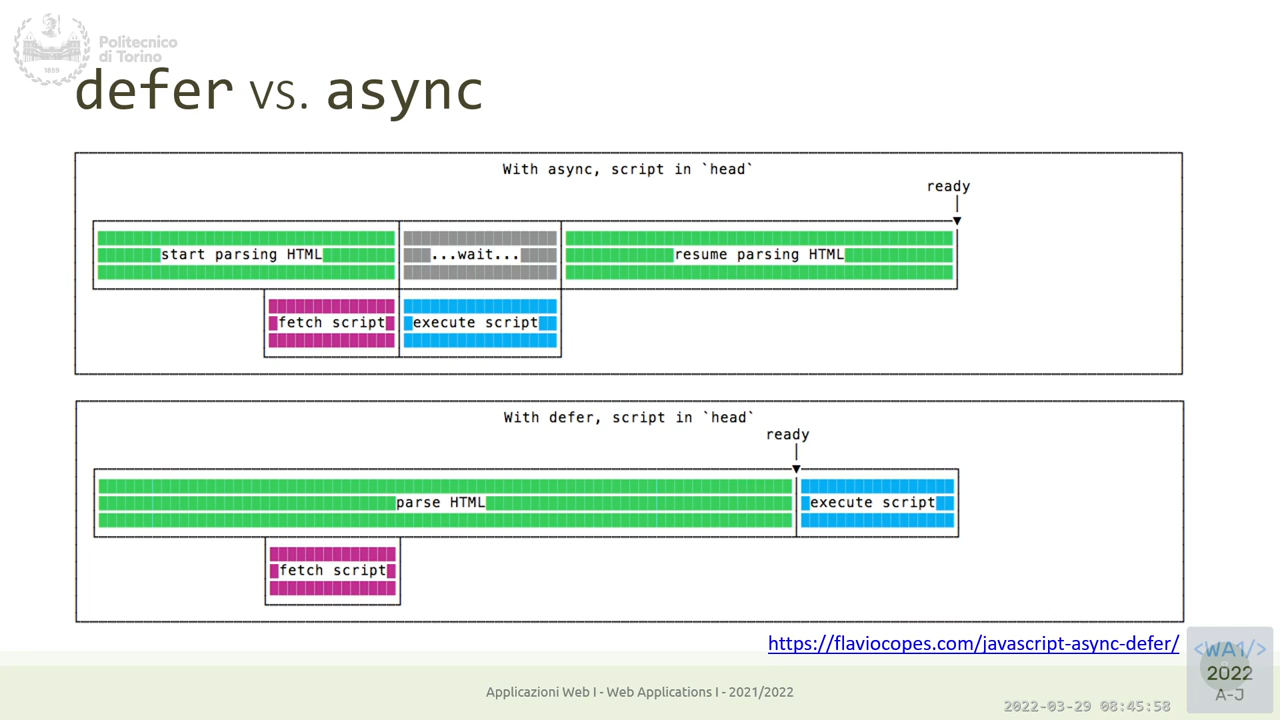 Politecnico
di Torino
1859
defer vs. async
With async, script in `head`
ready
start parsing HTML
...wait...
resume parsing HTML
fetch script
execute script
With defer, script in `head`
ready
parse HTML
execute script
fetch script
https://flaviocopes.com/javascript-async-defer/
<WA1/>
2022
A-J
Applicazioni Web I - Web Applications I - 2021/2022
2022-03-29 08:45:58